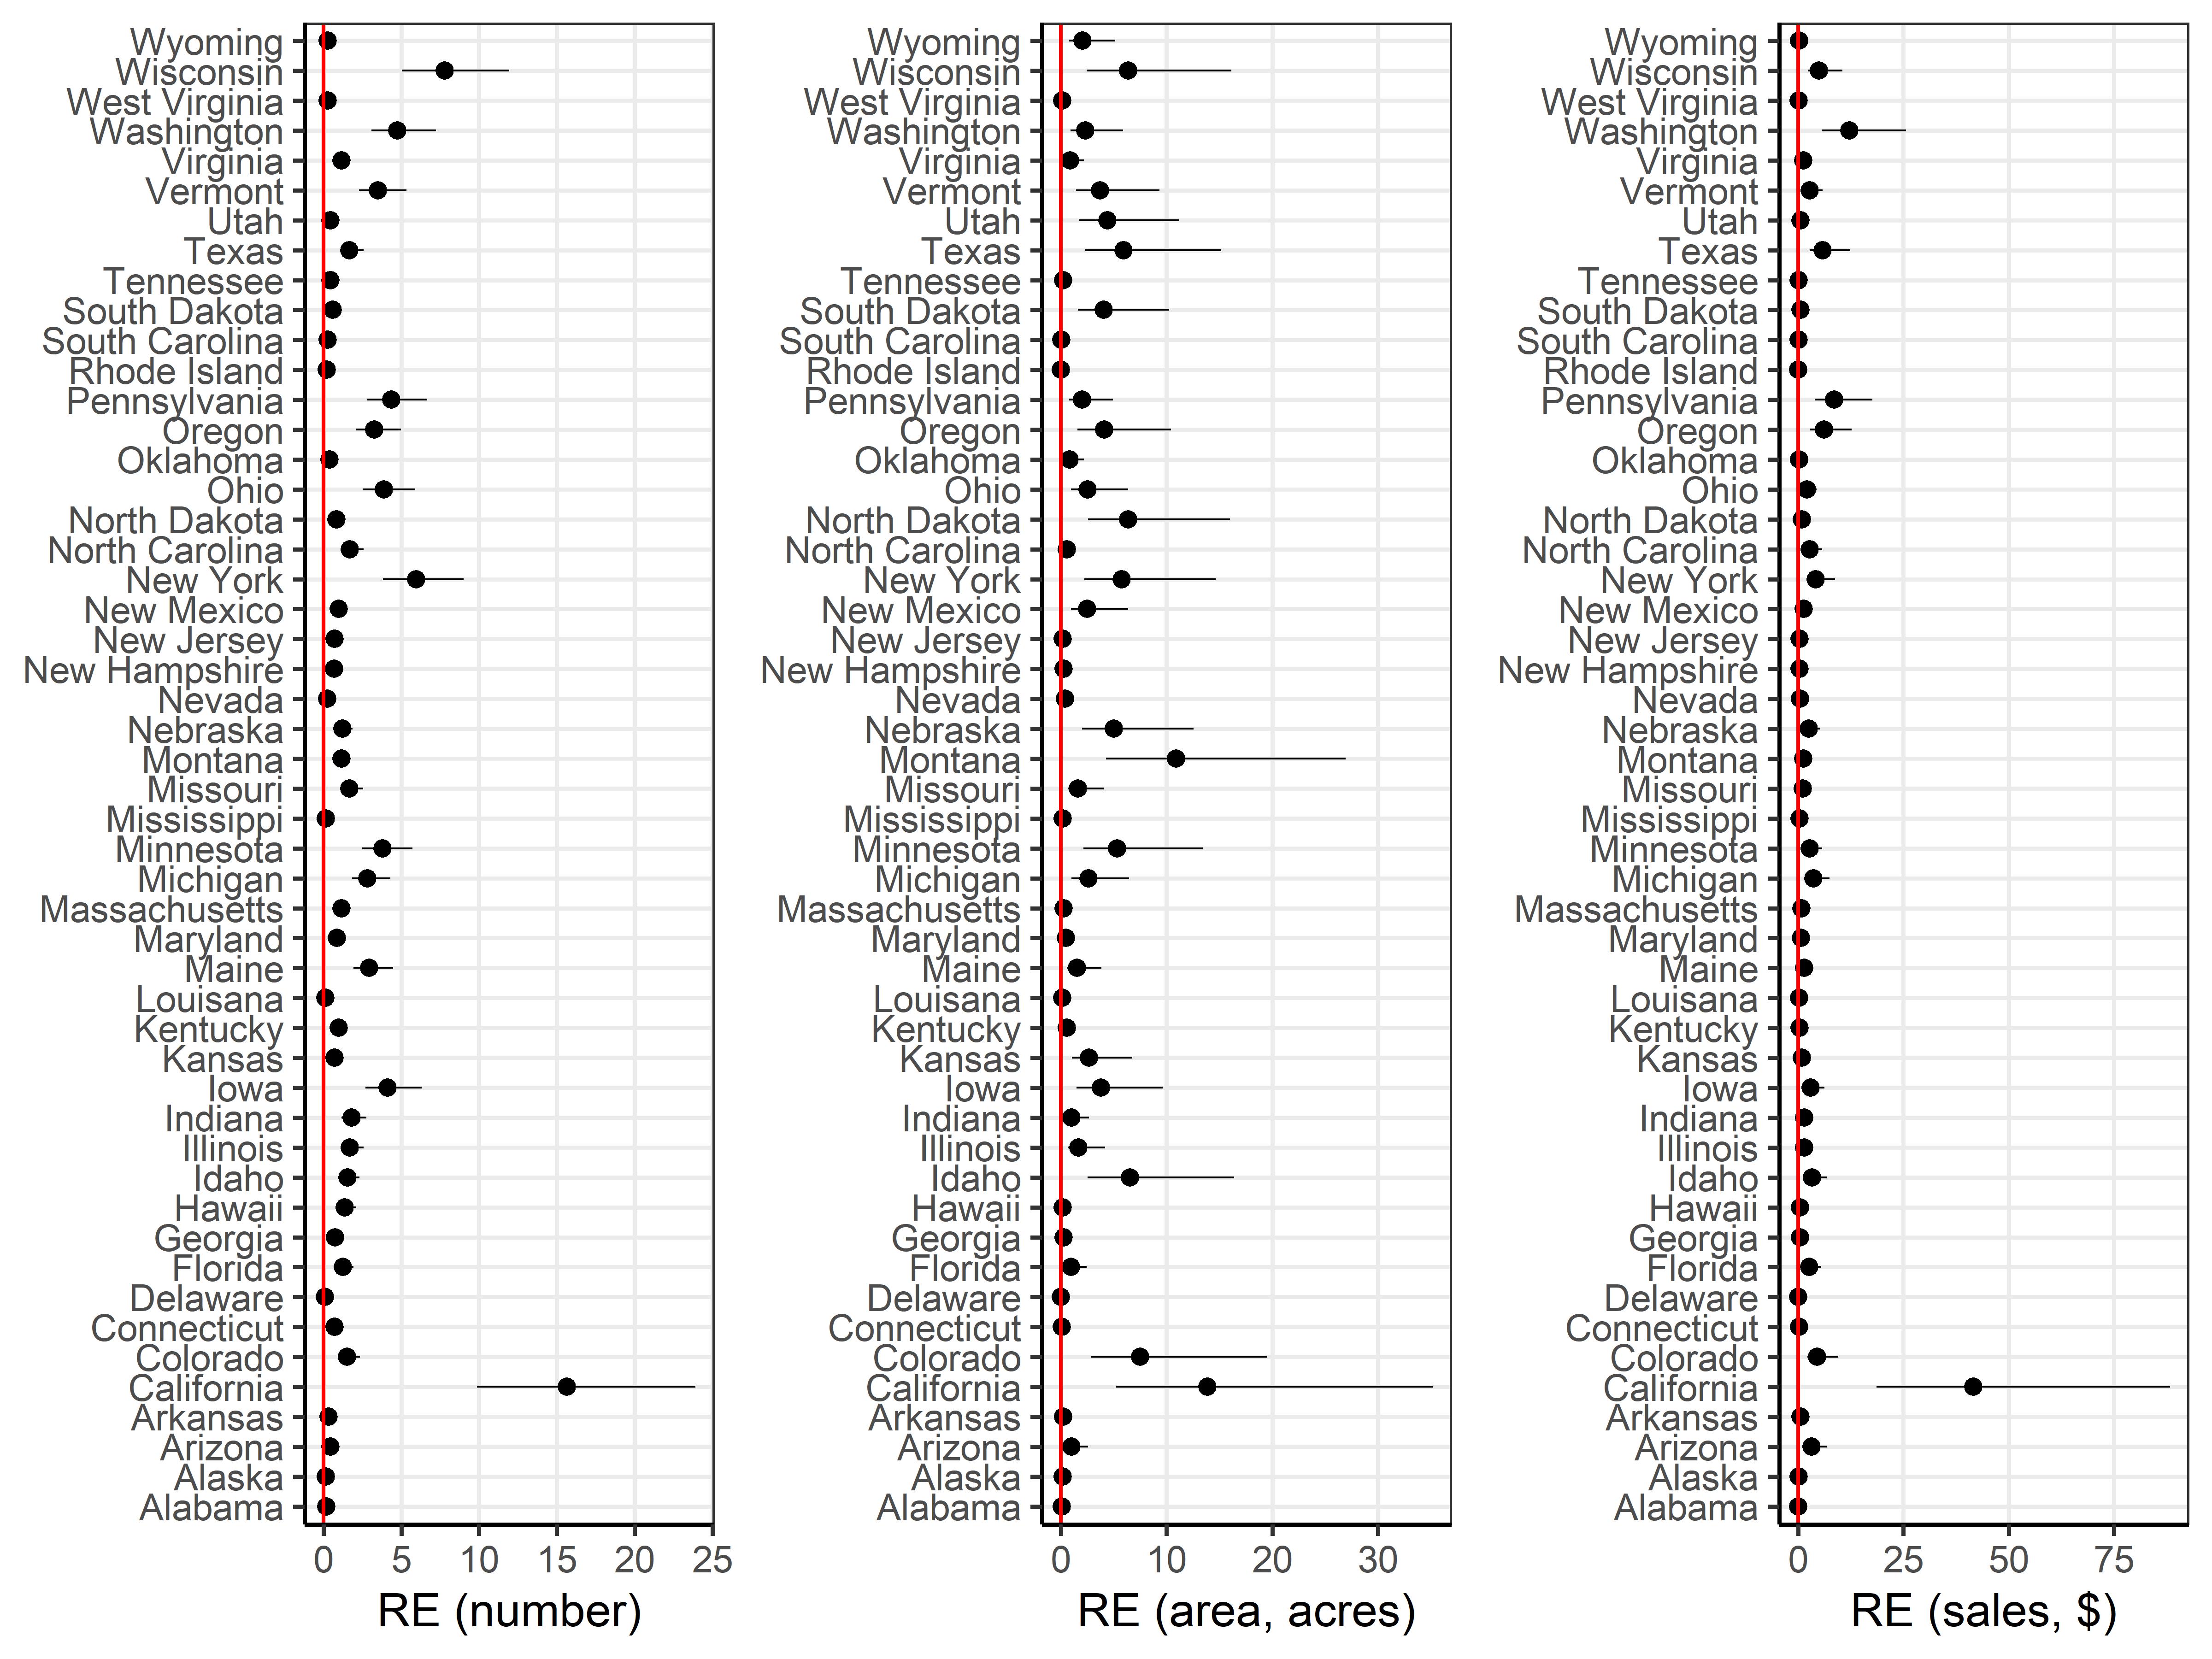 Wyoming
Wisconsin
West Virginia
Washington
Virginia
Vermont
Utah
Texas
Tennessee
South Dakota
South Carolina
Rhode Island
Pennsylvania
Oregon
Oklahoma
Ohio
North Dakota
North Carolina
New York
New Mexico
New Jersey
New Hampshire
Nevada
Nebraska
Montana
Missouri
Mississippi
Minnesota
Michigan
Massachusetts
Maryland
Maine
Louisana
Kentucky
Kansas
Iowa
Indiana
Illinois
Idaho
Hawaii
Georgia
Florida
Delaware
Connecticut
Colorado
California
Arkansas
Arizona
Alaska
Alabama
0 5 10 15 20 25
RE (number)
Wyoming
Wisconsin
West Virginia
Washington
Virginia
Vermont
Utah
Texas
Tennessee
South Dakota
South Carolina
Rhode Island
Pennsylvania
Oregon
Oklahoma
Ohio
North Dakota
North Carolina
New York
New Mexico
New Jersey
New Hampshire
Nevada
Nebraska
Montana
Missouri
Mississippi
Minnesota
Michigan
Massachusetts
Maryland
Maine
Louisana
Kentucky
Kansas
Iowa
Indiana
Illinois
Idaho
Hawaii
Georgia
Florida
Delaware
Connecticut
Colorado
California
Arkansas
Arizona
Alaska
Alabama
0 10 20 30
RE (area, acres)
Wyoming
Wisconsin
West Virginia
Washington
Virginia
Vermont
Utah
Texas
Tennessee
South Dakota
South Carolina
Rhode Island
Pennsylvania
Oregon
Oklahoma
Ohio
North Dakota
North Carolina
New York
New Mexico
New Jersey
New Hampshire
Nevada
Nebraska
Montana
Missouri
Mississippi
Minnesota
Michigan
Massachusetts
Maryland
Maine
Louisana
Kentucky
Kansas
Iowa
Indiana
Illinois
Idaho
Hawaii
Georgia
Florida
Delaware
Connecticut
Colorado
California
Arkansas
Arizona
Alaska
Alabama
0 25 50 75
RE (sales, $)